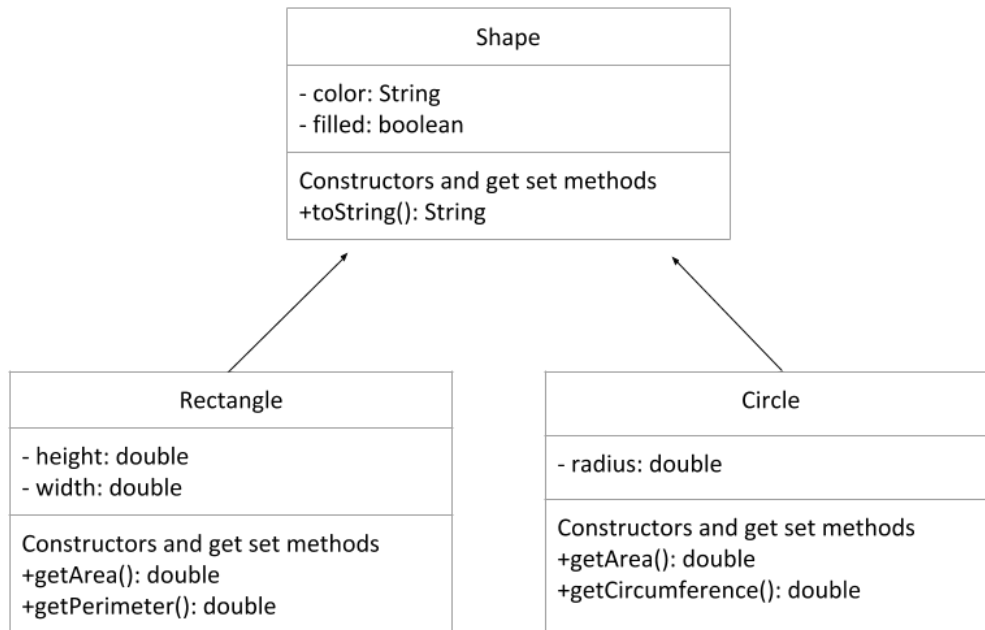 Shape
- color: String
- filled: boolean
Constructors and get set methods
+toString(): String
Rectangle
- height: double
- width: double
Constructors and get set methods
+getArea(): double
+getPerimeter(): double
Circle
- radius: double
Constructors and get set methods
+getArea(): double
+getCircumference(): double